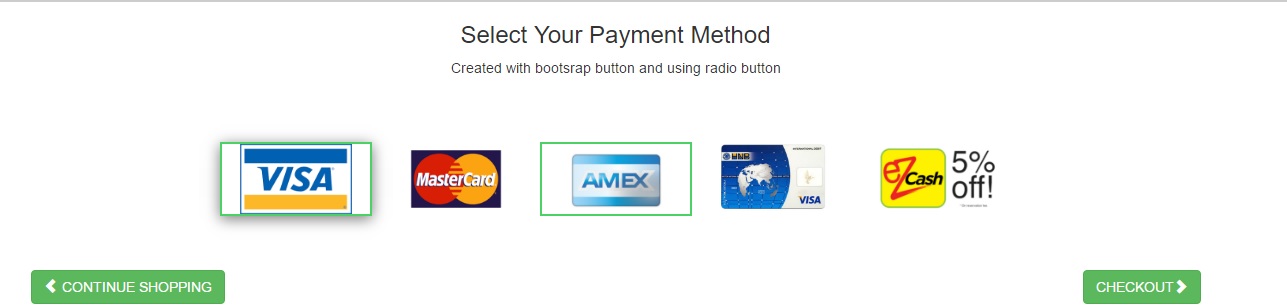 Select Your Payment Method
Created with bootsrap button and using radio button
VISA
MasterCard
AMEX
VISA
eZ Cash
5% off!
CONTINUE SHOPPING
CHECKOUT